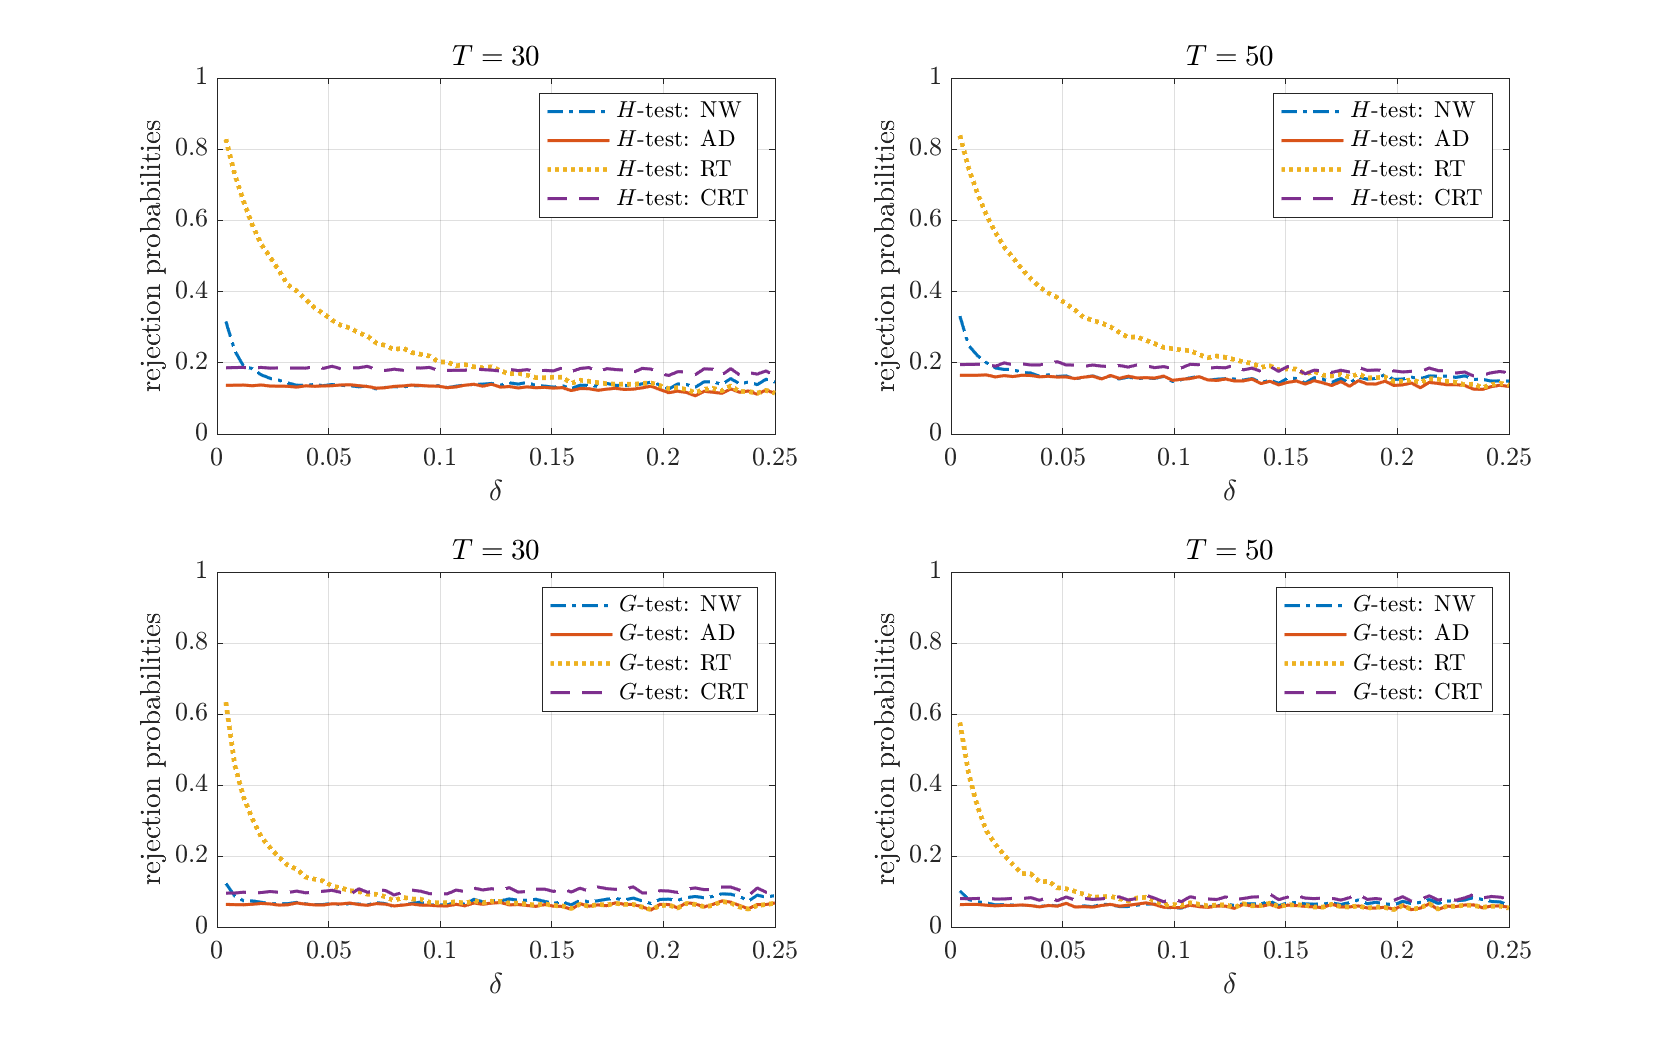 T = 30
1
0.8
0.6
0.4
0.2
0
rejection probabilities
H-test: NW
H-test: AD
H-test: RT
H-test: CRT
0 0.05 0.1 0.15 0.2 0.25
δ
T = 50
1
0.8
0.6
0.4
0.2
0
rejection probabilities
H-test: NW
H-test: AD
H-test: RT
H-test: CRT
0 0.05 0.1 0.15 0.2 0.25
δ
T = 30
1
0.8
0.6
0.4
0.2
0
rejection probabilities
G-test: NW
G-test: AD
G-test: RT
G-test: CRT
0 0.05 0.1 0.15 0.2 0.25
δ
T = 50
1
0.8
0.6
0.4
0.2
0
rejection probabilities
G-test: NW
G-test: AD
G-test: RT
G-test: CRT
0 0.05 0.1 0.15 0.2 0.25
δ